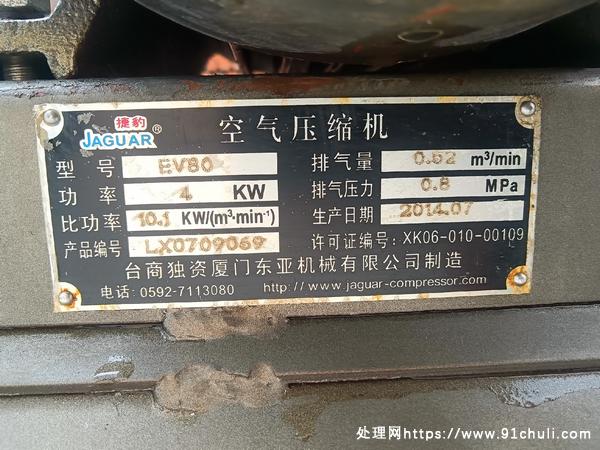 捷豹
JAGUAR®
空气压缩机
型号 EV80 排气量 0.52 m³/min
功率 4 KW 排气压力 0.8 MPa
比功率 10.1 KW/(m³·min⁻¹) 生产日期 2014.07
产品编号 LX0709069 许可证编号: XK06-010-00109
台商独资厦门东亚机械有限公司制造
电话: 0592-7113080 http://www.jaguar-compressor.com
处理网https://www.91chuli.com/